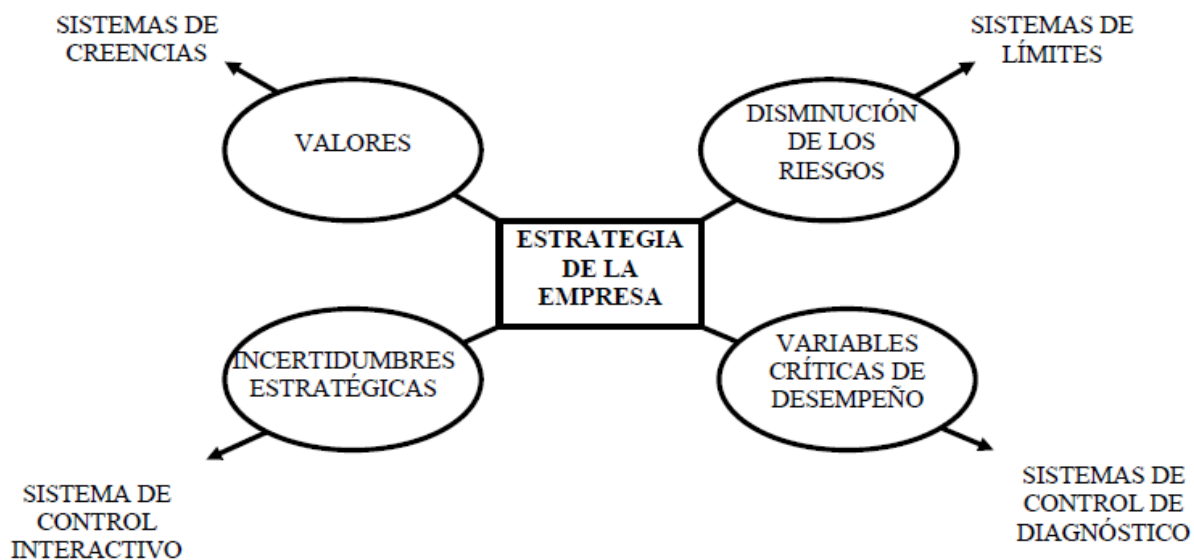 SISTEMAS DE
CREENCIAS
SISTEMAS DE
LÍMITES
VALORES
DISMINUCIÓN
DE LOS
RIESGOS
ESTRATEGIA
DE LA
EMPRESA
INCERTIDUMBRES
ESTRATÉGICAS
VARIABLES
CRÍTICAS DE
DESEMPEÑO
SISTEMA DE
CONTROL
INTERACTIVO
SISTEMAS DE
CONTROL DE
DIAGNÓSTICO